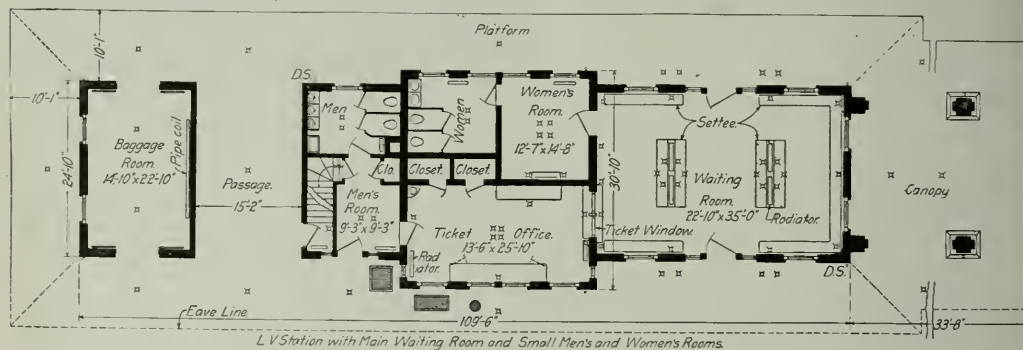 Platform
10'-1"
D.S.
10'-1"
Baggage
Room.
14'-10"x22'-10"
Pipe coil
24'-10"
Passage.
15'-2"
Men
Women
Women's
Room.
12'-7"x14'-8"
Clo.
Closet.
Closet.
Men's
Room.
9'-3"x9'-3"
Ticket Office.
13'-6"x25'-10"
Radiator.
30'-10"
Settee.
Waiting
Room.
22'-10"x35'-0"
Radiator.
Ticket Window.
Canopy
D.S.
Eave Line
109'-6"
33'-8"
L V Station with Main Waiting Room and Small Men's and Women's Rooms.